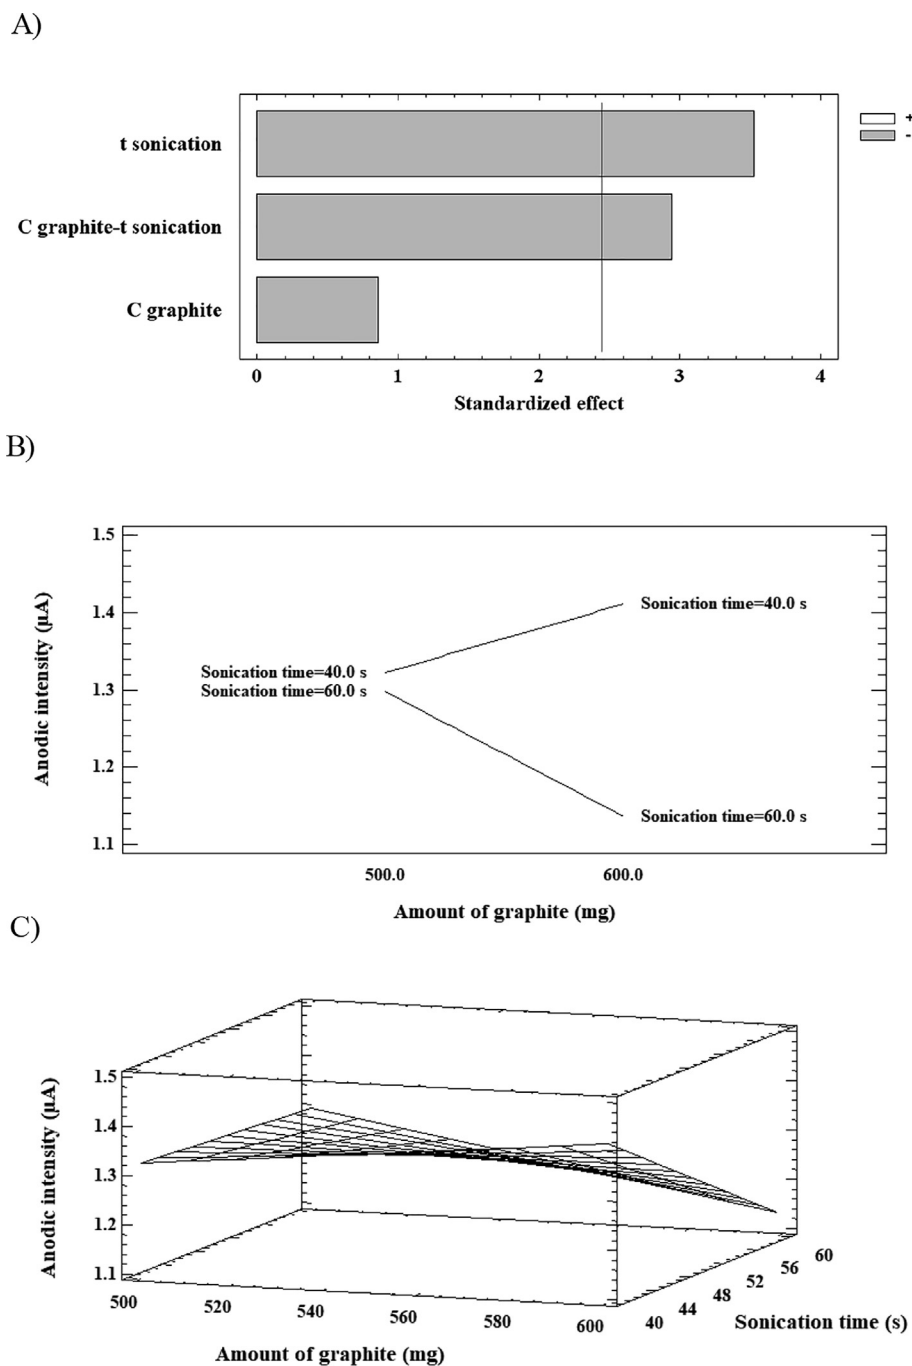 A)
+
t sonication
-
C graphite-t sonication
C graphite
0 1 2 3 4
Standardized effect
B)
1.5
1.4
1.3
1.2
1.1
Anodic intensity (µA)
Sonication time=40.0 s
Sonication time=40.0 s
Sonication time=60.0 s
Sonication time=60.0 s
500.0 600.0
Amount of graphite (mg)
C)
1.5
1.4
1.3
1.2
1.1
Anodic intensity (µA)
500 520 540 560 580 600
40 44 48 52 56 60
Sonication time (s)
Amount of graphite (mg)